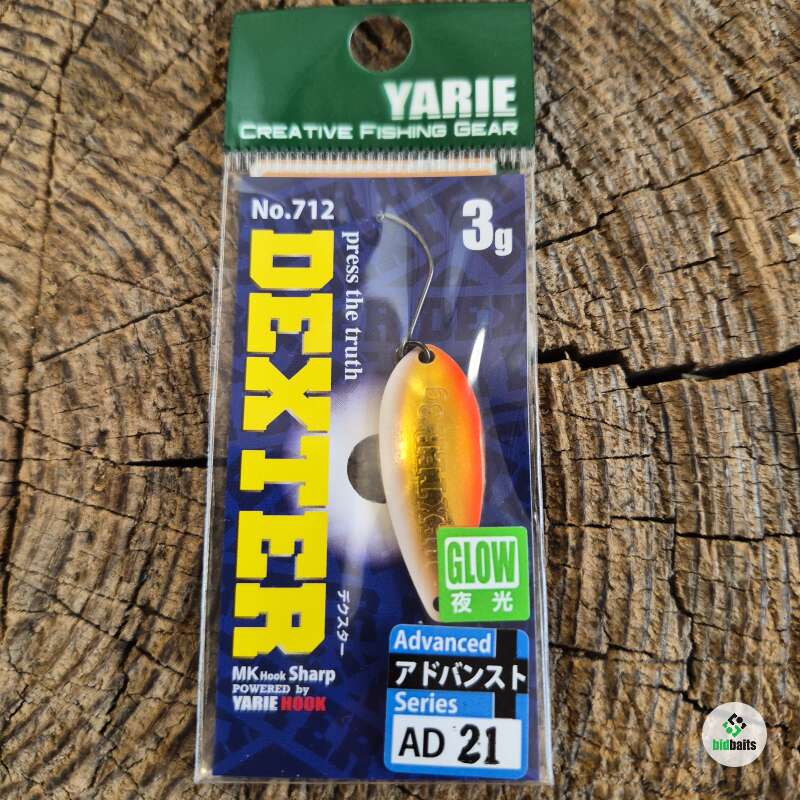 YARIE
CREATIVE FISHING GEAR
No.712
3g
press the truth
DEXTER
デクスター
GLOW
夜光
MK Hook Sharp
POWERED by
YARIE HOOK
Advanced
アドバンスト
Series
AD 21
bidbaits